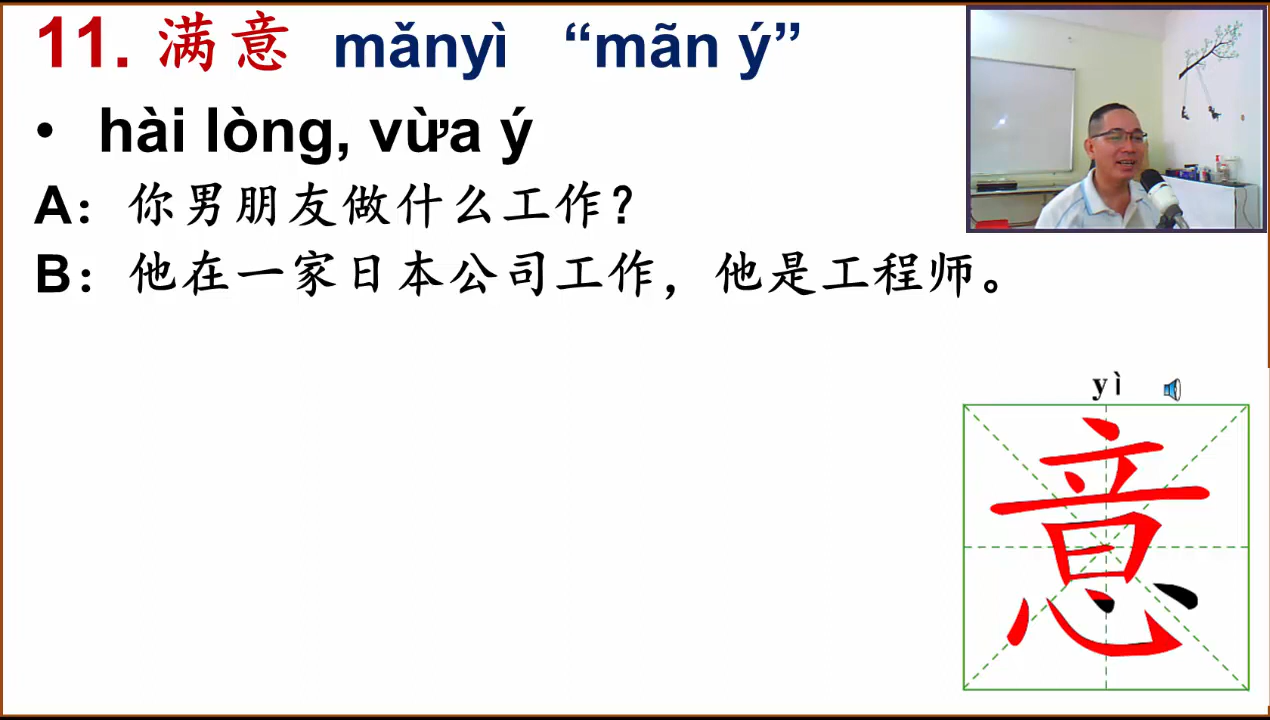 11. 满意 mǎnyì “mãn ý”
• hài lòng, vừa ý
A：你男朋友做什么工作？
B：他在一家日本公司工作，他是工程师。
yì
意